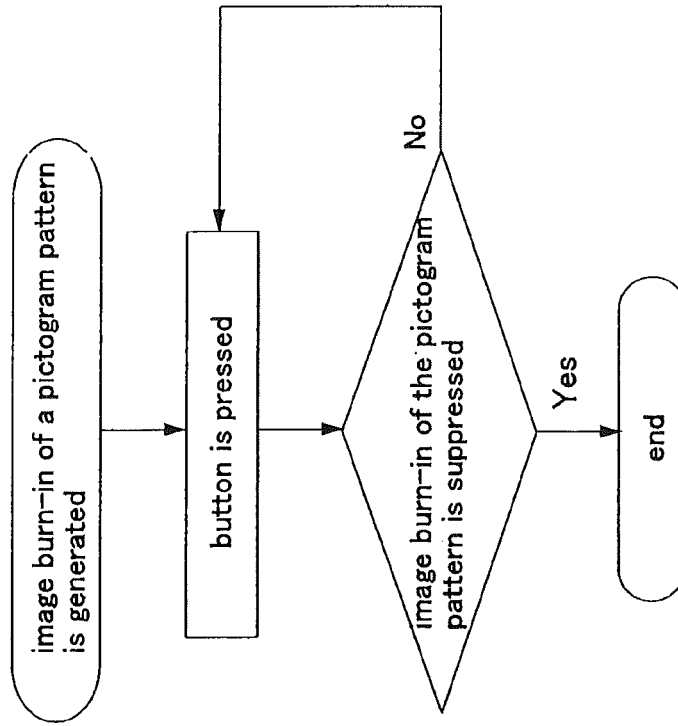 image burn-in of a pictogram pattern
is generated
button is pressed
image burn-in of the pictogram
pattern is suppressed
No
Yes
end